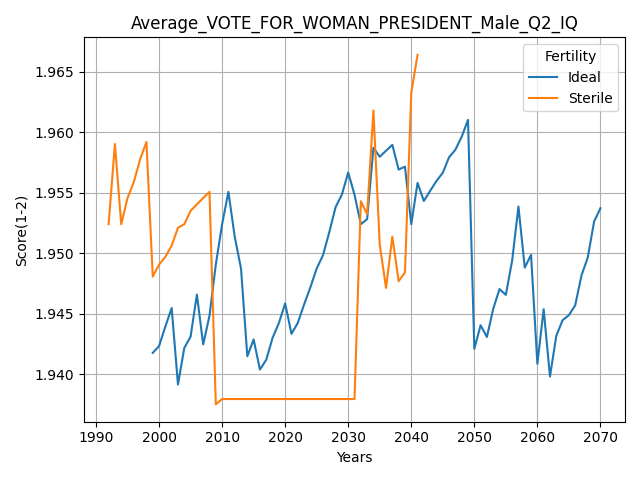 Average_VOTE_FOR_WOMAN_PRESIDENT_Male_Q2_IQ
Fertility
Ideal
Sterile
Score(1-2)
1.965
1.960
1.955
1.950
1.945
1.940
1990
2000
2010
2020
2030
2040
2050
2060
2070
Years